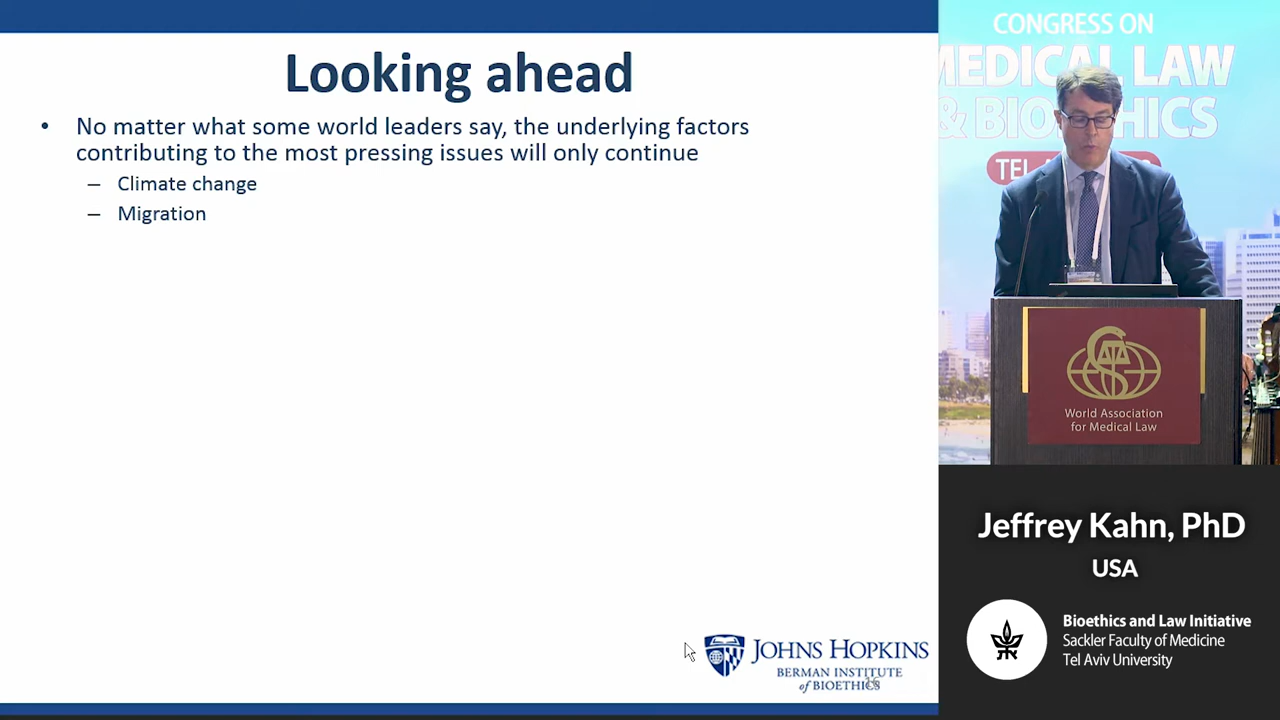 Looking ahead
• No matter what some world leaders say, the underlying factors
contributing to the most pressing issues will only continue
– Climate change
– Migration
JOHNS HOPKINS
BERMAN INSTITUTE
of BIOETHICS
16
CONGRESS ON
MEDICAL LAW
& BIOETHICS
TEL
World Association
for Medical Law
Jeffrey Kahn, PhD
USA
Bioethics and Law Initiative
Sackler Faculty of Medicine
Tel Aviv University